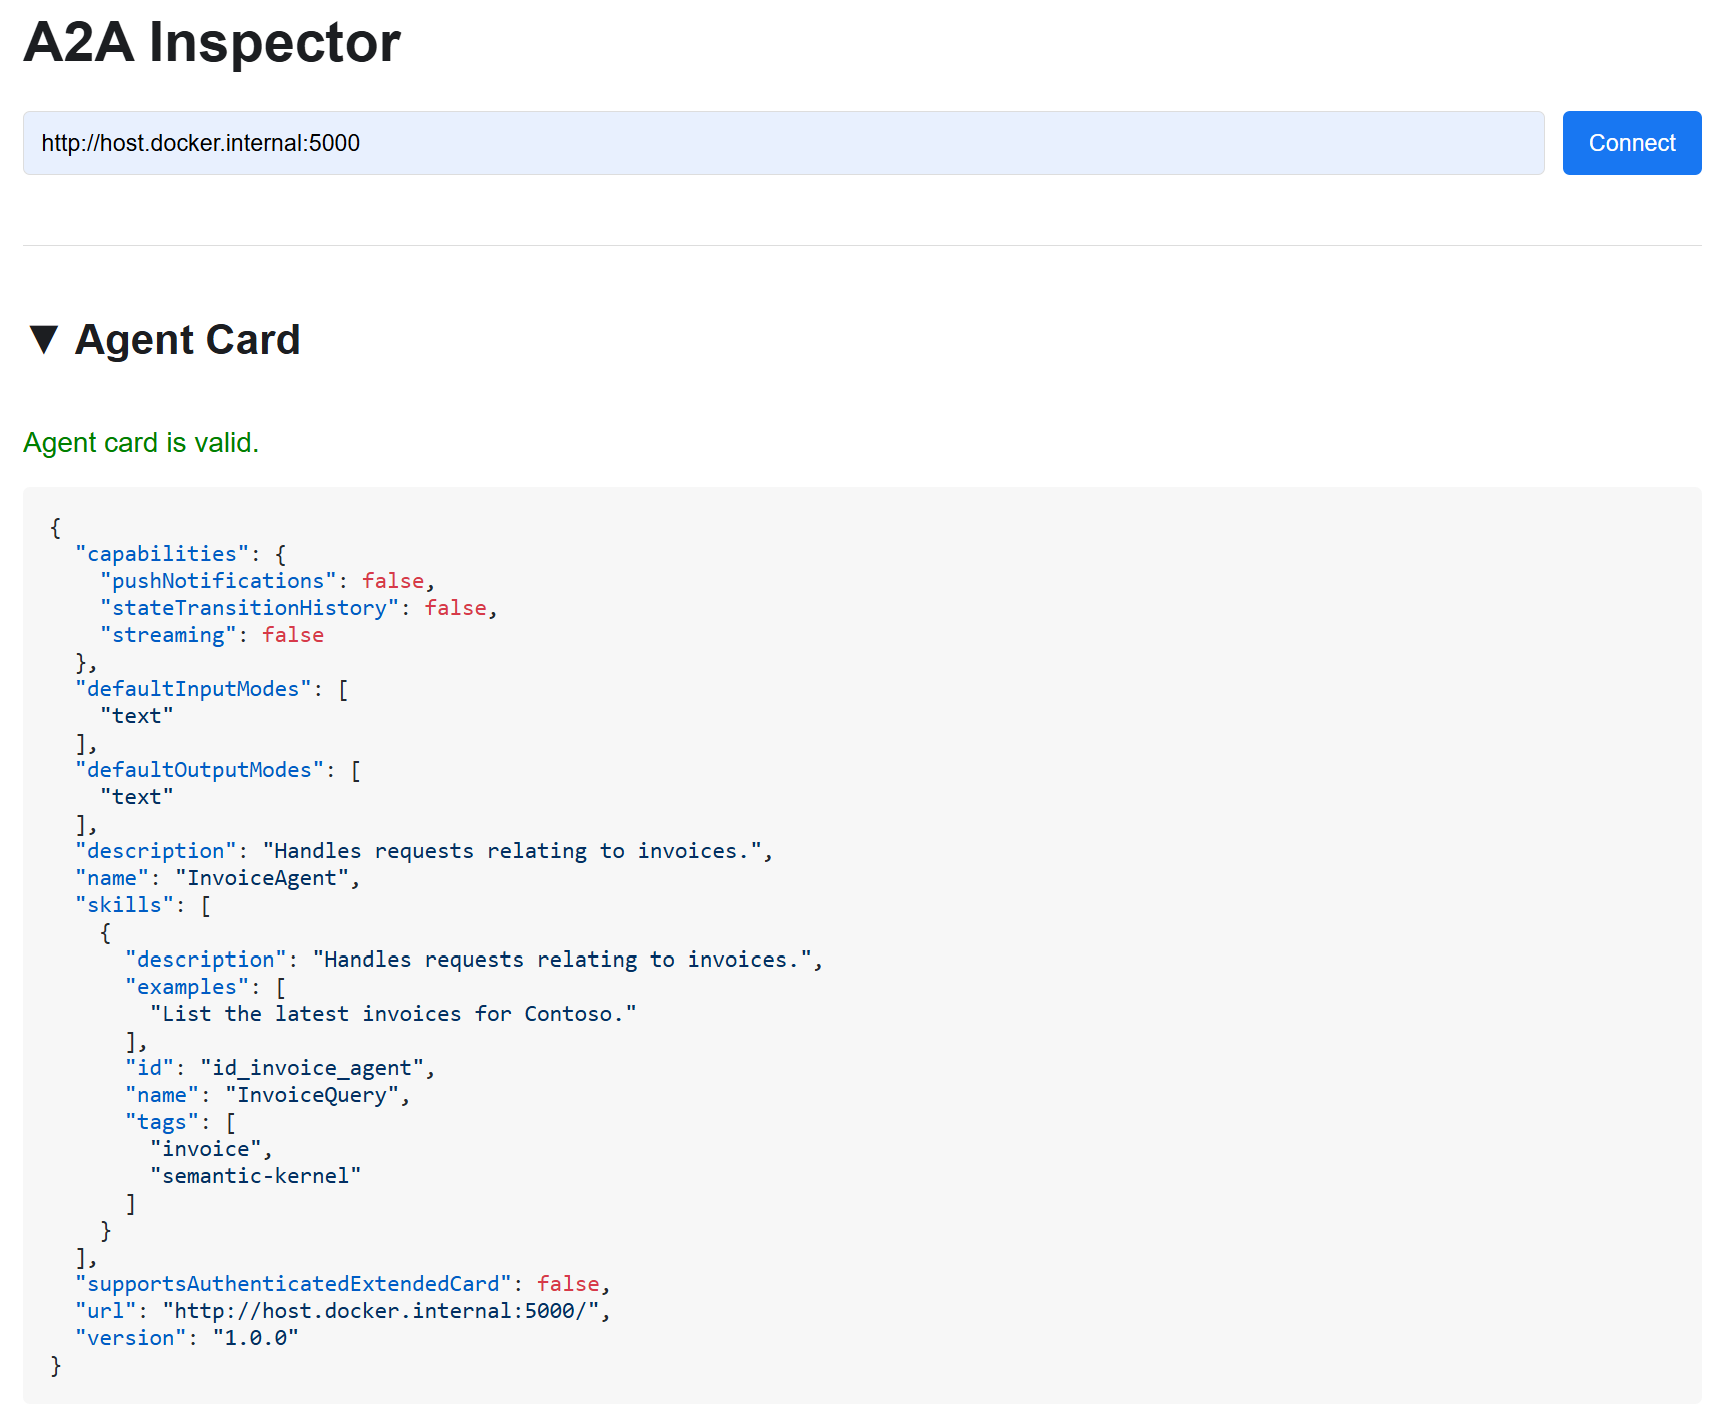 A2A Inspector
http://host.docker.internal:5000
Connect
▼ Agent Card
Agent card is valid.
{
  "capabilities": {
    "pushNotifications": false,
    "stateTransitionHistory": false,
    "streaming": false
  },
  "defaultInputModes": [
    "text"
  ],
  "defaultOutputModes": [
    "text"
  ],
  "description": "Handles requests relating to invoices.",
  "name": "InvoiceAgent",
  "skills": [
    {
      "description": "Handles requests relating to invoices.",
      "examples": [
        "List the latest invoices for Contoso."
      ],
      "id": "id_invoice_agent",
      "name": "InvoiceQuery",
      "tags": [
        "invoice",
        "semantic-kernel"
      ]
    }
  ],
  "supportsAuthenticatedExtendedCard": false,
  "url": "http://host.docker.internal:5000/",
  "version": "1.0.0"
}